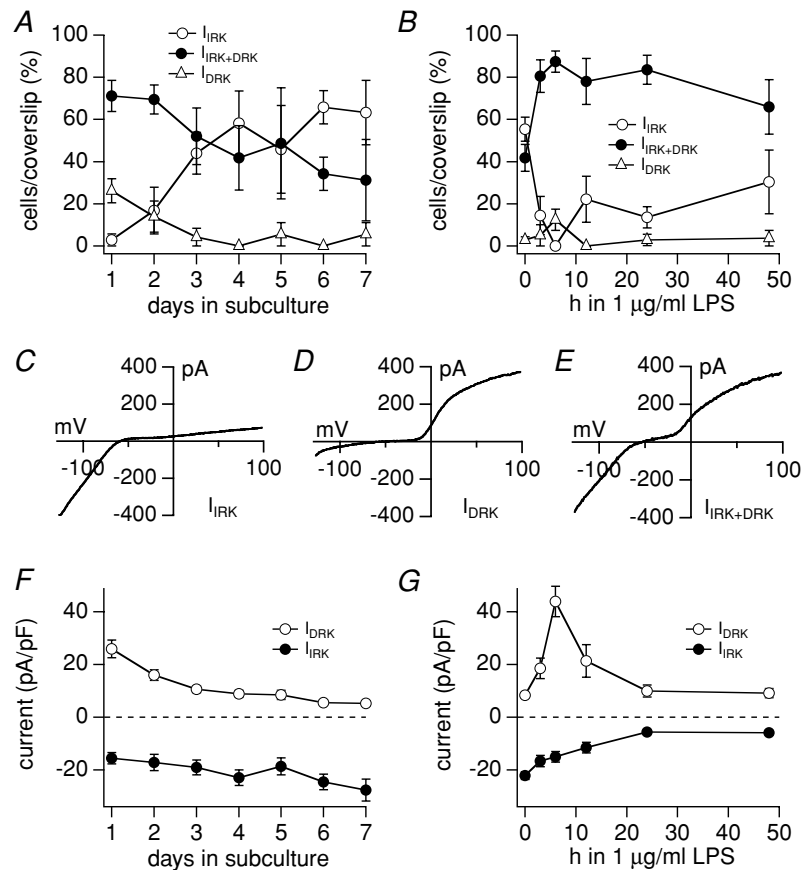 A
100
80
60
40
20
0
cells/coverslip (%)
I_IRK
I_IRK+DRK
I_DRK
1 2 3 4 5 6 7
days in subculture
B
100
80
60
40
20
0
cells/coverslip (%)
I_IRK
I_IRK+DRK
I_DRK
0 10 20 30 40 50
h in 1 µg/ml LPS
C
400
pA
200
mV
-100
100
-200
-400
I_IRK
D
400
pA
200
mV
-100
100
-200
-400
I_DRK
E
400
pA
200
mV
-100
100
-200
-400
I_IRK+DRK
F
40
20
0
-20
current (pA/pF)
I_DRK
I_IRK
1 2 3 4 5 6 7
days in subculture
G
40
20
0
-20
current (pA/pF)
I_DRK
I_IRK
0 10 20 30 40 50
h in 1 µg/ml LPS